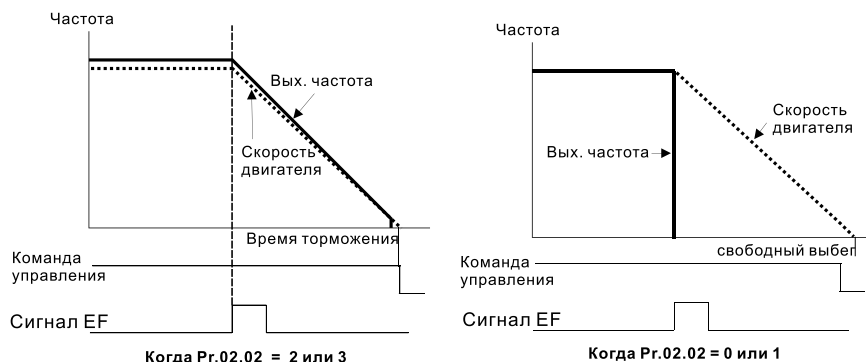 Частота
Вых. частота
Скорость
двигателя
Время торможения
Команда
управления
Сигнал EF
Когда Pr.02.02 = 2 или 3
Частота
Скорость
двигателя
Вых. частота
свободный выбег
Команда
управления
Сигнал EF
Когда Pr.02.02 = 0 или 1